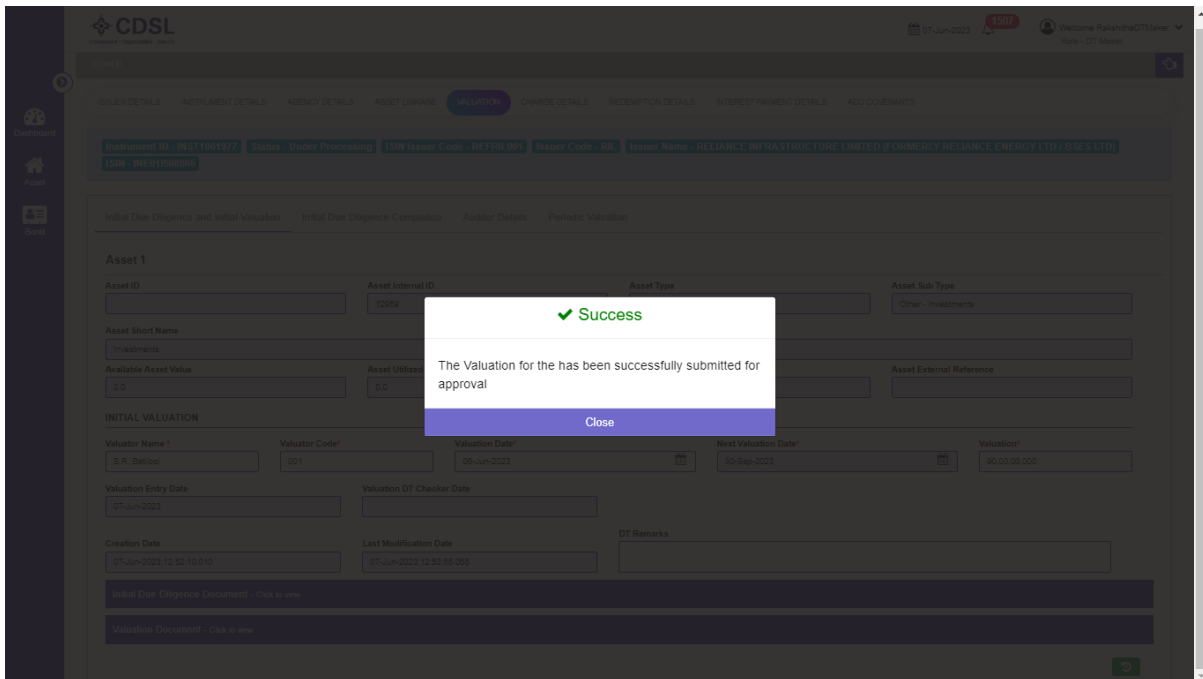 CDSL
07-Jun-2023
1507
Welcome RakshithaDTMaker
Role - DT Maker
ISSUER DETAILS INSTRUMENT DETAILS AGENCY DETAILS ASSET LINKAGE VALUATION CHARGE DETAILS REDEMPTION DETAILS INTEREST PAYMENT DETAILS ADD COVENANTS
Dashboard
Asset
Bond
Instrument ID - INST1001977 Status - Under Processing ISIN Issuer Code - REFRIL001 Issuer Code - RIL Issuer Name - RELIANCE INFRASTRUCTURE LIMITED (FORMERLY RELIANCE ENERGY LTD / BSES LTD)
Initial Due Diligence and Initial Valuation Initial Due Diligence Completion Auditor Details Periodic Valuation
Asset 1
Asset ID Asset Internal ID Asset Type Asset Sub Type
12959 Other - Investments
Asset Short Name
Investments
Available Asset Value Asset Utilized Asset External Reference
0.0 0.0
Success
The Valuation for the has been successfully submitted for
approval
Close
INITIAL VALUATION
Valuator Name * Valuator Code* Valuation Date* Next Valuation Date* Valuation*
S.R. Batliboi 001 06-Jun-2023 30-Sep-2023 90,00,00,000
Valuation Entry Date Valuation DT Checker Date
07-Jun-2023
Creation Date Last Modification Date DT Remarks
07-Jun-2023:12:52:10:010
Initial Due Diligence Document - Click to view
Valuation Document - Click to view